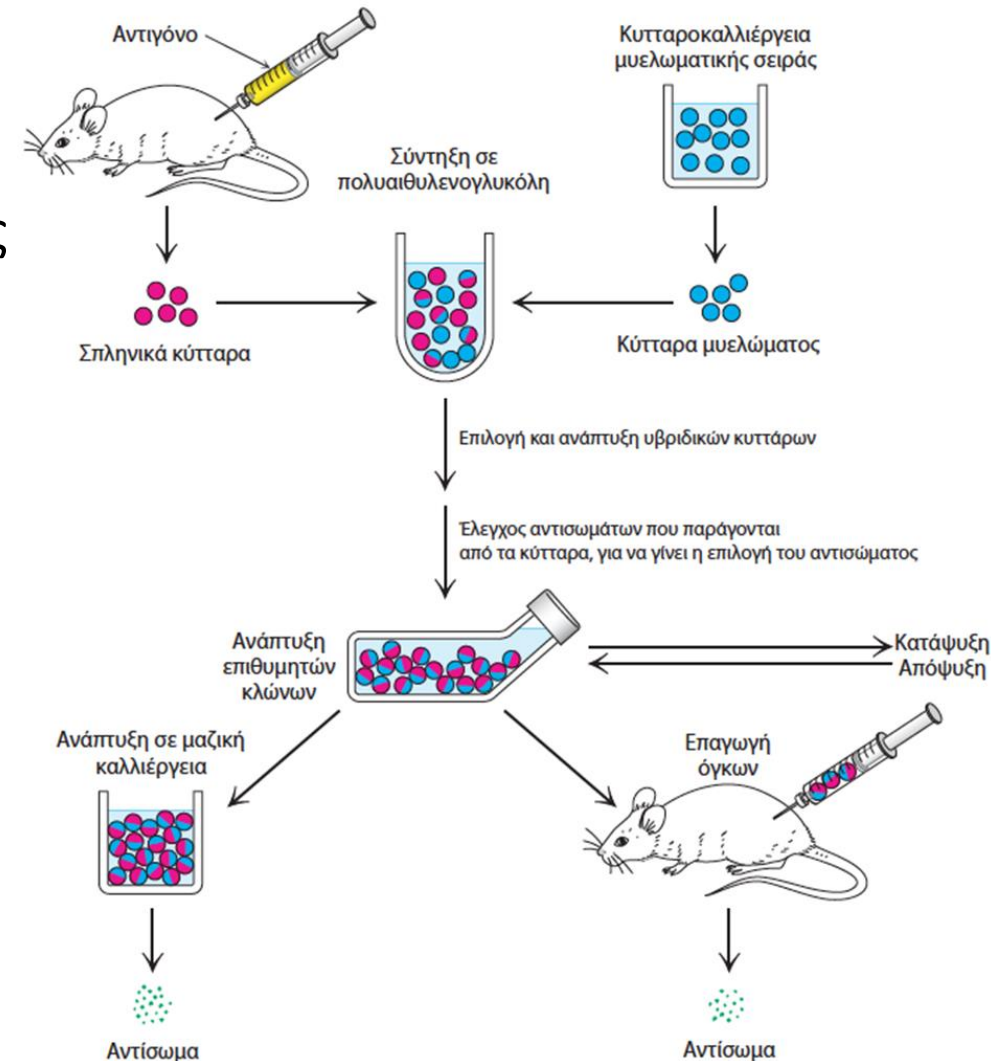 Αντιγόνο
Κυτταροκαλλιέργεια
μυελωματικής σειράς
Σύντηξη σε
πολυαιθυλενογλυκόλη
ς
Σπληνικά κύτταρα
Κύτταρα μυελώματος
Επιλογή και ανάπτυξη υβριδικών κυττάρων
Έλεγχος αντισωμάτων που παράγονται
από τα κύτταρα, για να γίνει η επιλογή του αντισώματος
Ανάπτυξη
επιθυμητών
κλώνων
Κατάψυξη
Απόψυξη
Ανάπτυξη σε μαζική
καλλιέργεια
Επαγωγή
όγκων
Αντίσωμα
Αντίσωμα